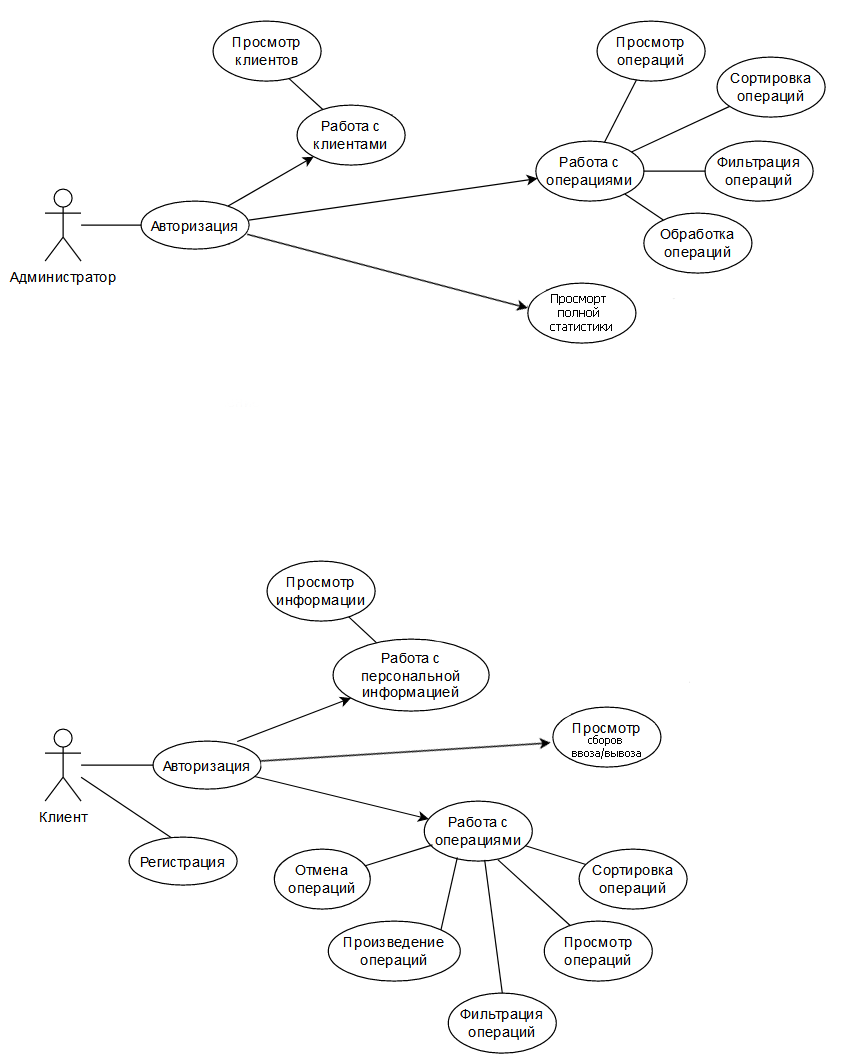 Просмотр
клиентов
Работа с
клиентами
Просмотр
операций
Сортировка
операций
Работа с
операциями
Фильтрация
операций
Обработка
операций
Авторизация
Администратор
Просморт
полной
статистики
Просмотр
информации
Работа с
персональной
информацией
Просмотр
сборов
ввоза/вывоза
Авторизация
Клиент
Регистрация
Работа с
операциями
Отмена
операций
Сортировка
операций
Произведение
операций
Просмотр
операций
Фильтрация
операций